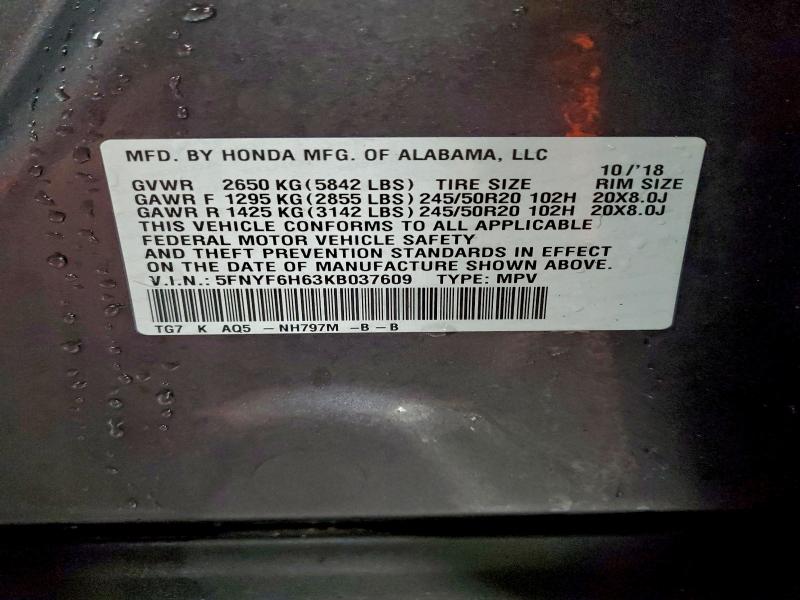 MFD. BY HONDA MFG. OF ALABAMA, LLC
10/'18
GVWR 2650 KG(5842 LBS) TIRE SIZE RIM SIZE
GAWR F 1295 KG(2855 LBS) 245/50R20 102H 20X8.0J
GAWR R 1425 KG(3142 LBS) 245/50R20 102H 20X8.0J
THIS VEHICLE CONFORMS TO ALL APPLICABLE
FEDERAL MOTOR VEHICLE SAFETY
AND THEFT PREVENTION STANDARDS IN EFFECT
ON THE DATE OF MANUFACTURE SHOWN ABOVE.
V.I.N.: 5FNYF6H63KB037609 TYPE: MPV
TG7 K AQ5 -NH797M -B-B